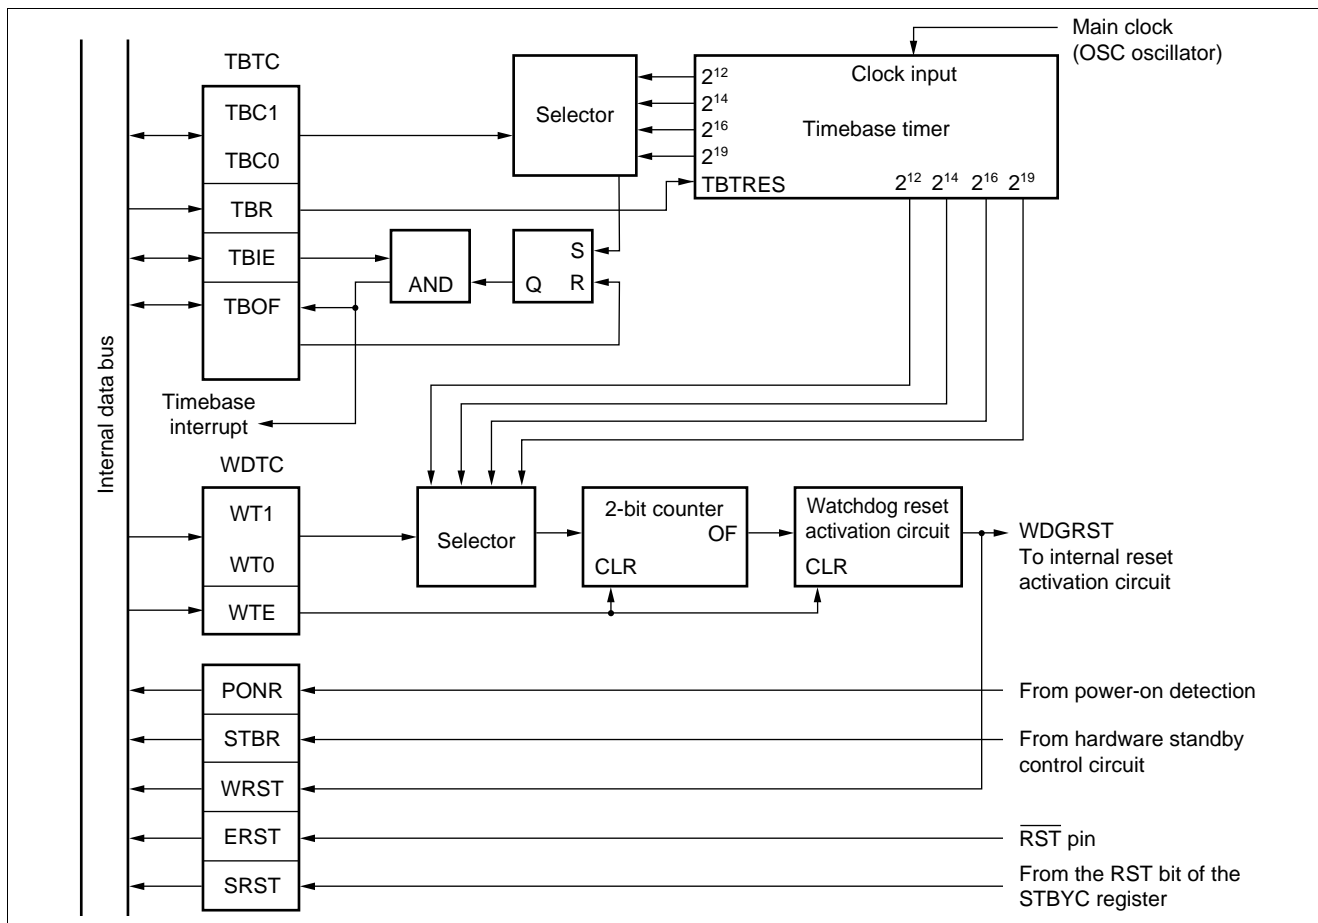 Main clock
(OSC oscillator)
TBTC
TBC1
TBC0
TBR
TBIE
TBOF
Selector
2¹²
2¹⁴
2¹⁶
2¹⁹
Clock input
Timebase timer
TBTRES
2¹² 2¹⁴ 2¹⁶ 2¹⁹
AND
S
Q R
Internal data bus
Timebase
interrupt
WDTC
WT1
WT0
WTE
Selector
2-bit counter
OF
CLR
Watchdog reset
activation circuit
CLR
WDGRST
To internal reset
activation circuit
PONR
From power-on detection
STBR
From hardware standby
control circuit
WRST
ERST
R̅S̅T̅ pin
SRST
From the RST bit of the
STBYC register